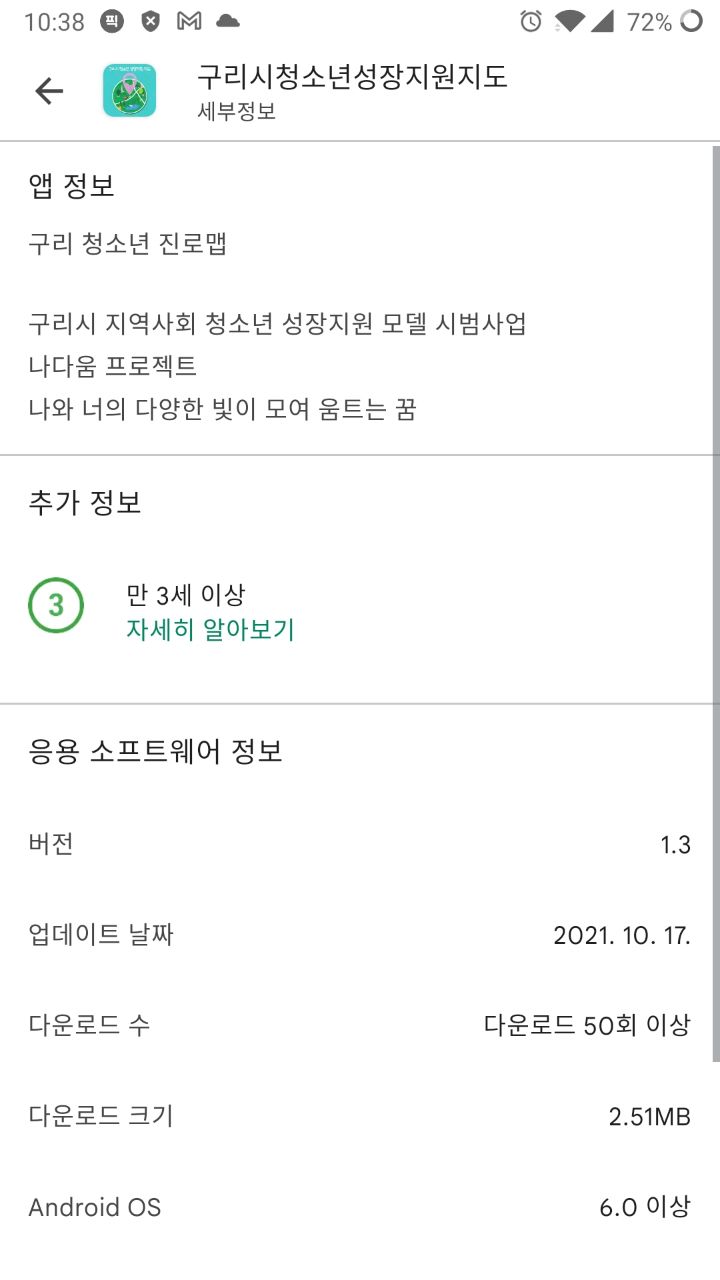 10:38 픽 72%
구리시청소년성장지원지도
세부정보
앱 정보
구리 청소년 진로맵
구리시 지역사회 청소년 성장지원 모델 시범사업
나다움 프로젝트
나와 너의 다양한 빛이 모여 움트는 꿈
추가 정보
3 만 3세 이상
자세히 알아보기
응용 소프트웨어 정보
버전 1.3
업데이트 날짜 2021. 10. 17.
다운로드 수 다운로드 50회 이상
다운로드 크기 2.51MB
Android OS 6.0 이상